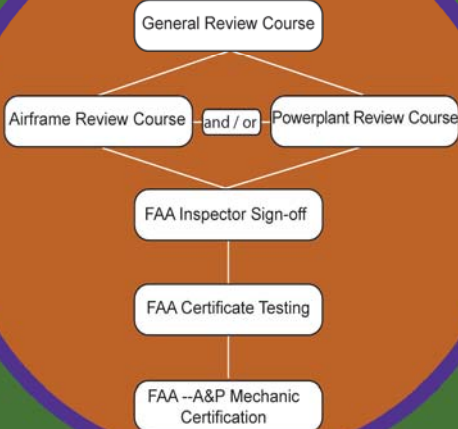 General Review Course
Airframe Review Course
and / or
Powerplant Review Course
FAA Inspector Sign-off
FAA Certificate Testing
FAA --A&P Mechanic
Certification